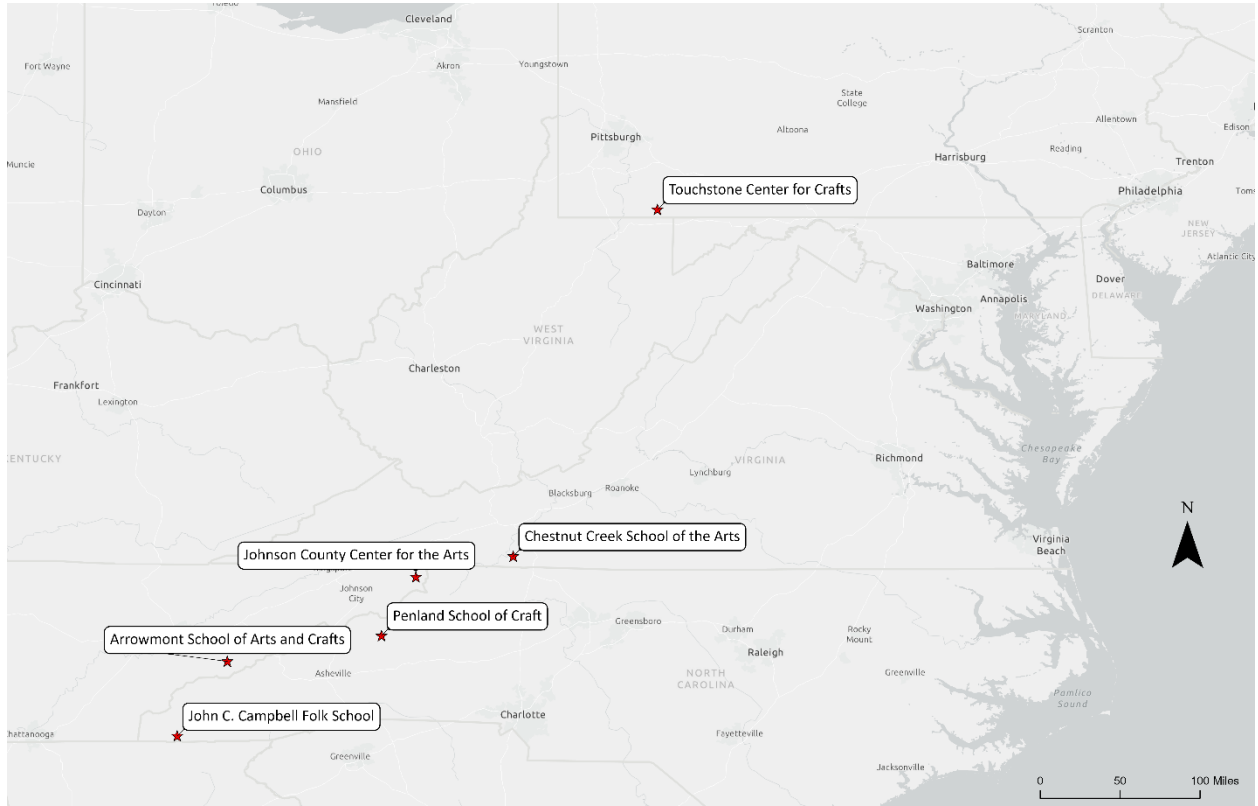 Toledo
Cleveland
Scranton
Fort Wayne
Akron
Youngstown
State
College
Mansfield
Allentown
Edison
Pittsburgh
Altoona
OHIO
Muncie
Harrisburg
Reading
Trenton
Columbus
Touchstone Center for Crafts
Philadelphia
Toms
Dayton
NEW
JERSEY
Baltimore
Atlantic City
Cincinnati
Dover
Annapolis
DELAWARE
Washington
MARYLAND
WEST
VIRGINIA
Charleston
Frankfort
Lexington
KENTUCKY
Richmond
Chesapeake
Bay
VIRGINIA
Lynchburg
Roanoke
Blacksburg
N
Chestnut Creek School of the Arts
Virginia
Beach
Johnson County Center for the Arts
Johnson
City
Penland School of Craft
Greensboro
Durham
Rocky
Mount
Arrowmont School of Arts and Crafts
Raleigh
Asheville
NORTH
CAROLINA
Greenville
Pamlico
Sound
John C. Campbell Folk School
Charlotte
Chattanooga
Fayetteville
Greenville
Jacksonville
0 50 100 Miles